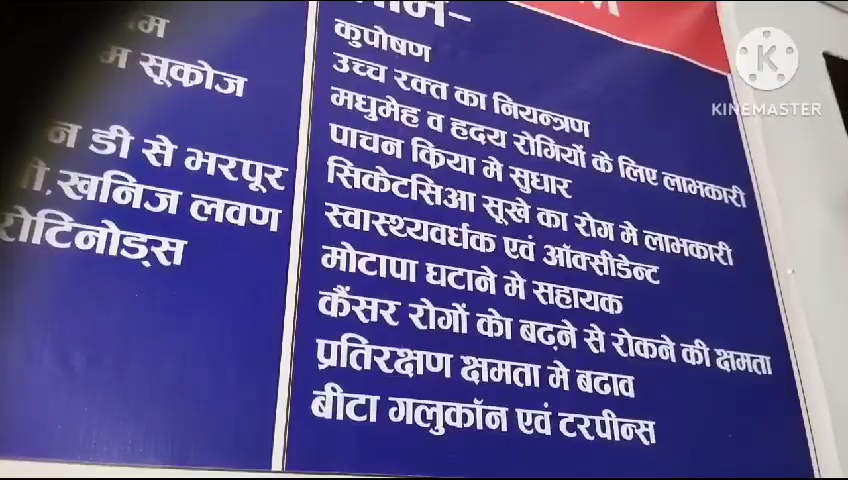 सूक्रोज
न डी से भरपूर
खनिज लवण
कुपोषण
उच्च रक्त का नियन्त्रण
मधुमेह व हृदय रोगियों के लिए लाभकारी
पाचन क्रिया मे सुधार
सिकेटसिआ सूखे का रोग मे लाभकारी
स्वास्थ्यवर्धक एवं ऑक्सीडेन्ट
मोटापा घटाने मे सहायक
कैंसर रोगों को बढ़ने से रोकने की क्षमता
प्रतिरक्षण क्षमता मे बढाव
बीटा गलुकॉन एवं टरपीन्स
K
KINEMASTER